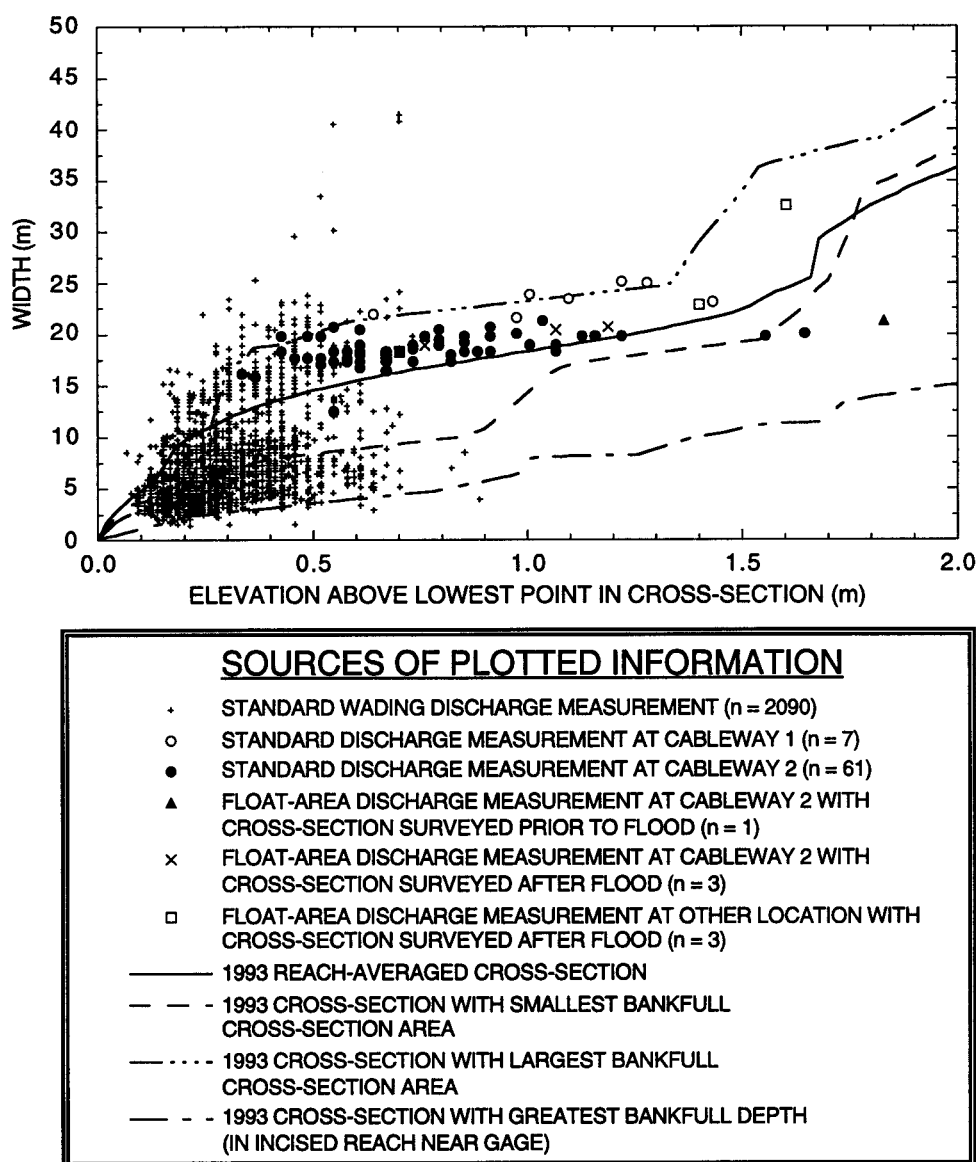 50
45
40
35
30
25
20
15
10
5
0
WIDTH (m)
0.0 0.5 1.0 1.5 2.0
ELEVATION ABOVE LOWEST POINT IN CROSS-SECTION (m)
SOURCES OF PLOTTED INFORMATION
STANDARD WADING DISCHARGE MEASUREMENT (n = 2090)
STANDARD DISCHARGE MEASUREMENT AT CABLEWAY 1 (n = 7)
STANDARD DISCHARGE MEASUREMENT AT CABLEWAY 2 (n = 61)
FLOAT-AREA DISCHARGE MEASUREMENT AT CABLEWAY 2 WITH
CROSS-SECTION SURVEYED PRIOR TO FLOOD (n = 1)
FLOAT-AREA DISCHARGE MEASUREMENT AT CABLEWAY 2 WITH
CROSS-SECTION SURVEYED AFTER FLOOD (n = 3)
FLOAT-AREA DISCHARGE MEASUREMENT AT OTHER LOCATION WITH
CROSS-SECTION SURVEYED AFTER FLOOD (n = 3)
1993 REACH-AVERAGED CROSS-SECTION
1993 CROSS-SECTION WITH SMALLEST BANKFULL
CROSS-SECTION AREA
1993 CROSS-SECTION WITH LARGEST BANKFULL
CROSS-SECTION AREA
1993 CROSS-SECTION WITH GREATEST BANKFULL DEPTH
(IN INCISED REACH NEAR GAGE)